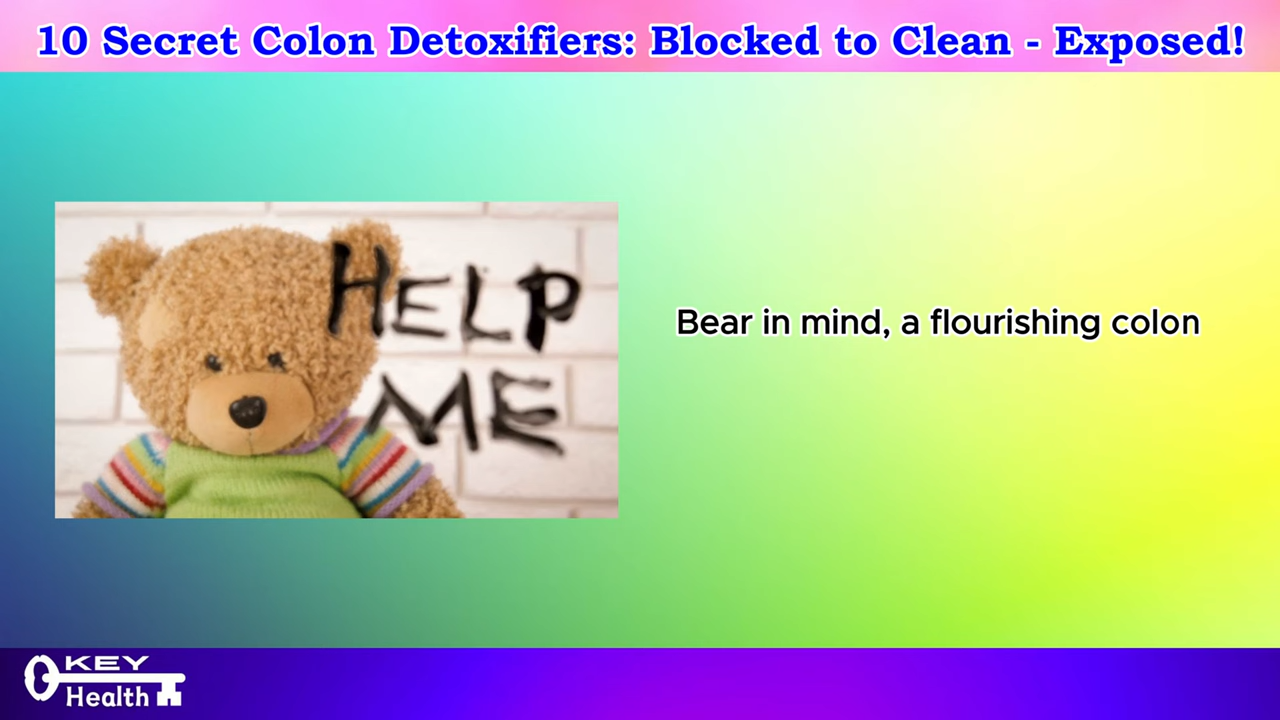 10 Secret Colon Detoxifiers: Blocked to Clean - Exposed!
HELP
ME
Bear in mind, a flourishing colon
KEY
Health